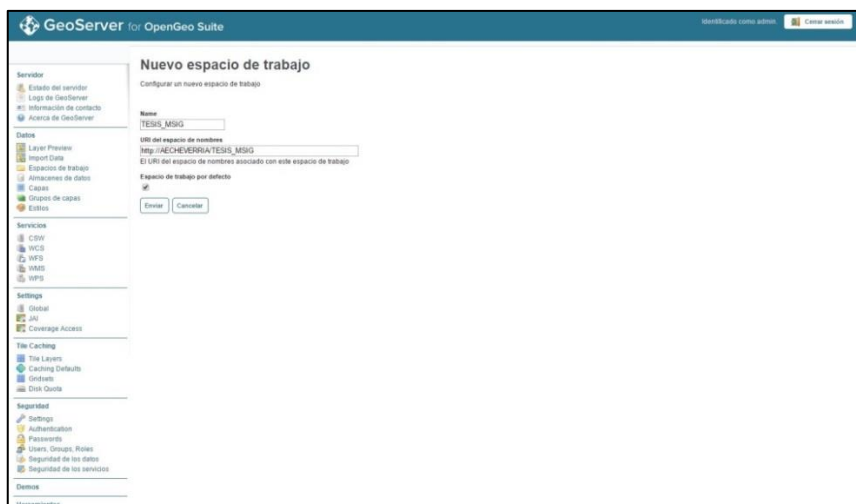 GeoServer for OpenGeo Suite
Identificado como admin.
Cerrar sesión
Servidor
Estado del servidor
Logs de GeoServer
Información de contacto
Acerca de GeoServer
Datos
Layer Preview
Import Data
Espacios de trabajo
Almacenes de datos
Capas
Grupos de capas
Estilos
Servicios
CSW
WCS
WFS
WMS
WPS
Settings
Global
JAI
Coverage Access
Tile Caching
Tile Layers
Caching Defaults
Gridsets
Disk Quota
Seguridad
Settings
Authentication
Passwords
Users, Groups, Roles
Seguridad de los datos
Seguridad de los servicios
Demos
Nuevo espacio de trabajo
Configurar un nuevo espacio de trabajo
Name
TESIS_MSIG
URI del espacio de nombres
http://AECHEVERRIA/TESIS_MSIG
El URI del espacio de nombres asociado con este espacio de trabajo
Espacio de trabajo por defecto
Enviar
Cancelar